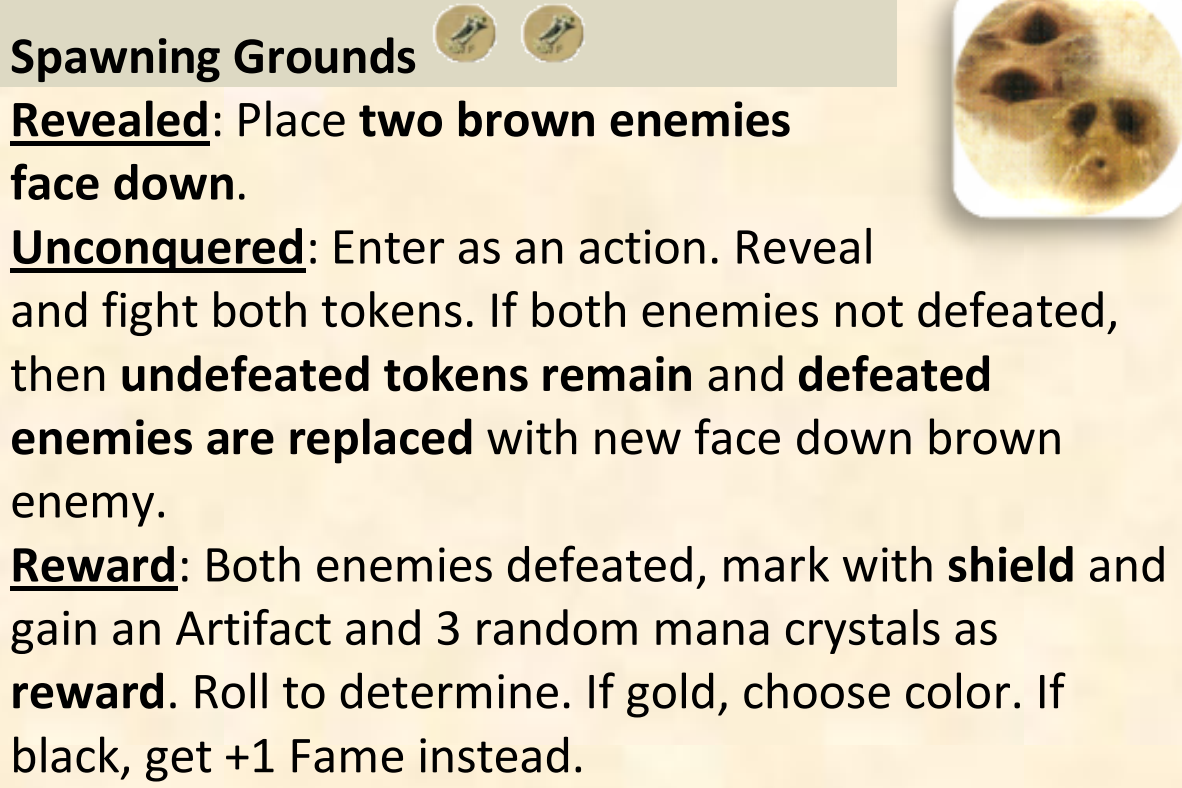 Spawning Grounds
Revealed: Place two brown enemies
face down.
Unconquered: Enter as an action. Reveal
and fight both tokens. If both enemies not defeated,
then undefeated tokens remain and defeated
enemies are replaced with new face down brown
enemy.
Reward: Both enemies defeated, mark with shield and
gain an Artifact and 3 random mana crystals as
reward. Roll to determine. If gold, choose color. If
black, get +1 Fame instead.